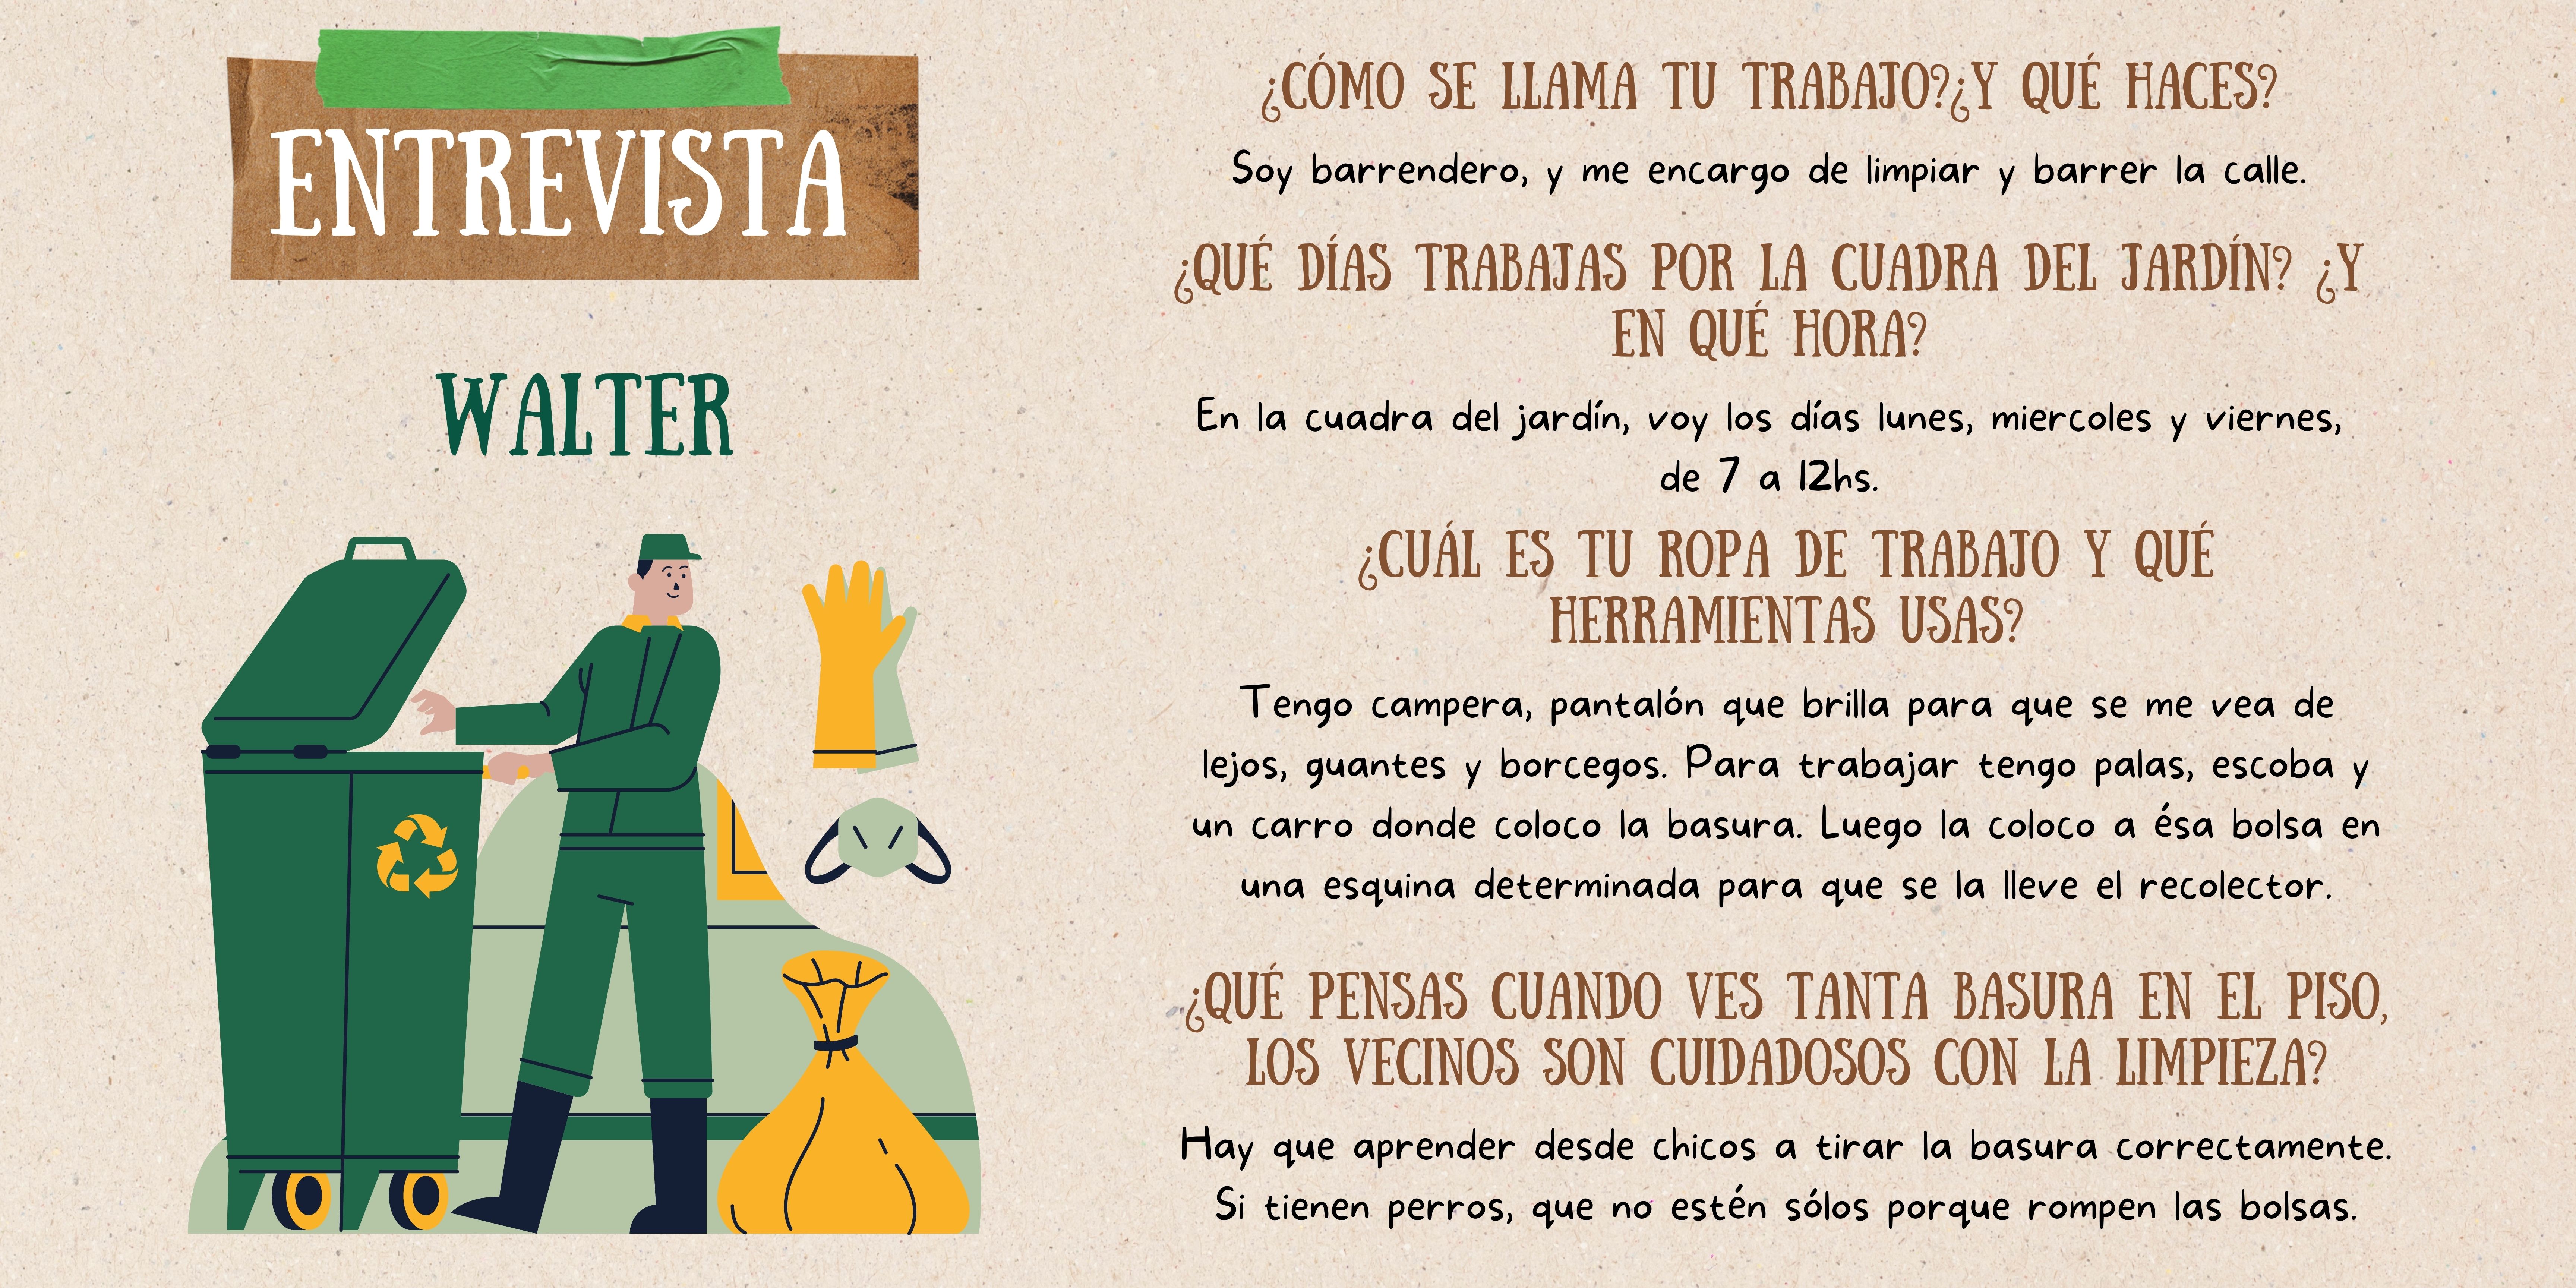 ENTREVISTA
WALTER
¿CÓMO SE LLAMA TU TRABAJO?¿Y QUÉ HACES?
Soy barrendero, y me encargo de limpiar y barrer la calle.
¿QUÉ DÍAS TRABAJAS POR LA CUADRA DEL JARDÍN? ¿Y
EN QUÉ HORA?
En la cuadra del jardín, voy los días lunes, miercoles y viernes,
de 7 a 12hs.
¿CUÁL ES TU ROPA DE TRABAJO Y QUÉ
HERRAMIENTAS USAS?
Tengo campera, pantalón que brilla para que se me vea de
lejos, guantes y borcegos. Para trabajar tengo palas, escoba y
un carro donde coloco la basura. Luego la coloco a ésa bolsa en
una esquina determinada para que se la lleve el recolector.
¿QUÉ PENSAS CUANDO VES TANTA BASURA EN EL PISO,
LOS VECINOS SON CUIDADOSOS CON LA LIMPIEZA?
Hay que aprender desde chicos a tirar la basura correctamente.
Si tienen perros, que no estén sólos porque rompen las bolsas.